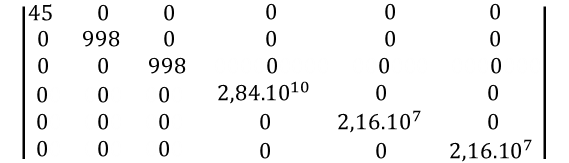 45 0 0 0 0 0
0 998 0 0 0 0
0 0 998 0 0 0
0 0 0 2,84.10¹⁰ 0 0
0 0 0 0 2,16.10⁷ 0
0 0 0 0 0 2,16.10⁷